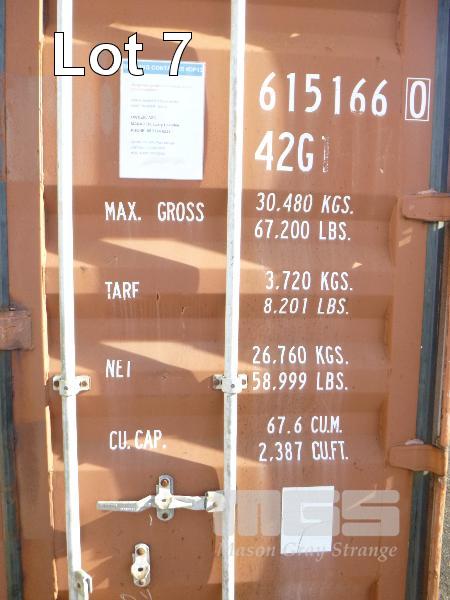 Lot 7
615166 0
42G1
MAX. GROSS 30.480 KGS.
67.200 LBS.
TARE 3.720 KGS.
8.201 LBS.
NET 26.760 KGS.
58.999 LBS.
CU. CAP. 67.6 CU.M.
2.387 CU.FT.
MGS
Mason Gray Strange